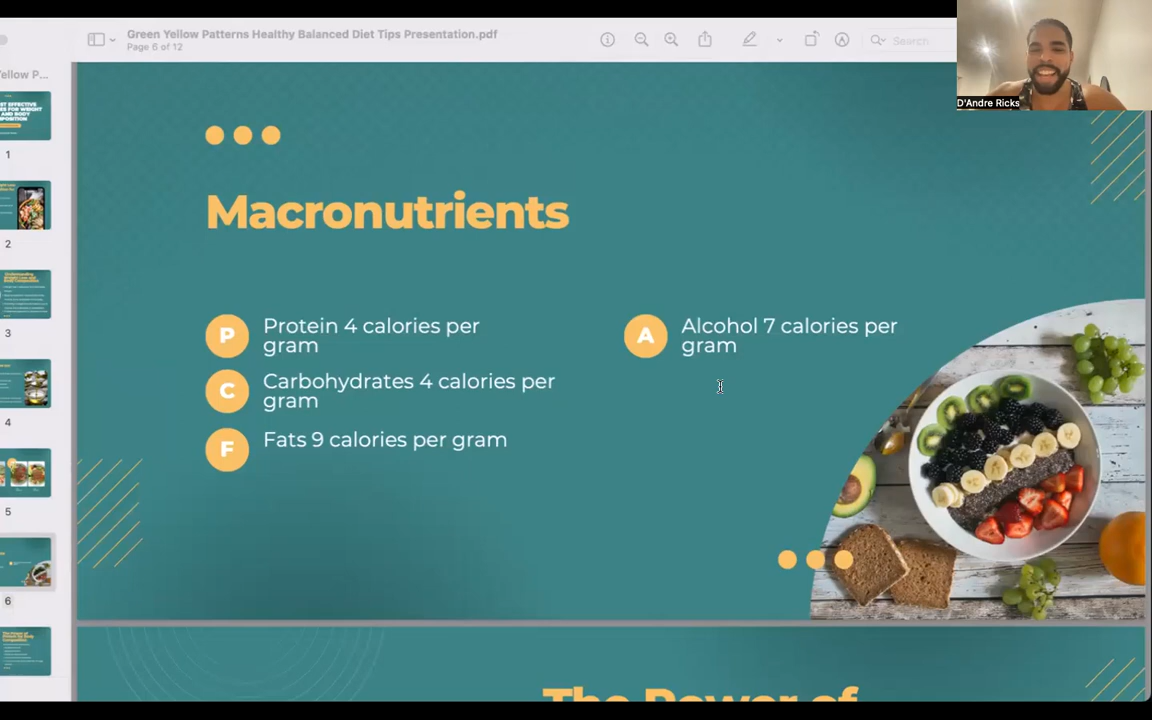 Green Yellow Patterns Healthy Balanced Diet Tips Presentation.pdf
Page 6 of 12
Search
D'Andre Ricks
ellow P...
1
2
3
4
5
6
Macronutrients
P
Protein 4 calories per
gram
C
Carbohydrates 4 calories per
gram
F
Fats 9 calories per gram
A
Alcohol 7 calories per
gram
The Power of